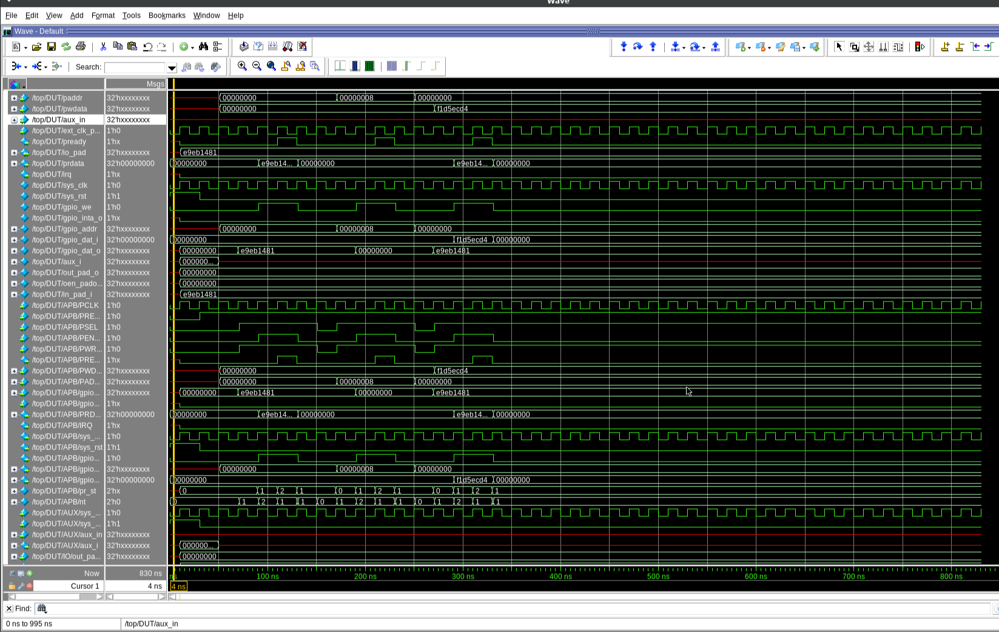 Wave
File Edit View Add Format Tools Bookmarks Window Help
Wave - Default
Search:
Msgs
/top/DUT/paddr 32'hxxxxxxxx 00000000 00000008 00000000
/top/DUT/pwdata 32'hxxxxxxxx 00000000 f1d5ecd4
/top/DUT/aux_in 32'hxxxxxxxx
/top/DUT/ext_clk_p... 1'h0
/top/DUT/pready 1'hx
/top/DUT/io_pad 32'hxxxxxxxx e9eb1481
/top/DUT/prdata 32'h00000000 00000000 e9eb14... 00000000 e9eb14... 00000000
/top/DUT/irq 1'hx
/top/DUT/sys_clk 1'h0
/top/DUT/sys_rst 1'h1
/top/DUT/gpio_we 1'h0
/top/DUT/gpio_inta_o 1'hx
/top/DUT/gpio_addr 32'hxxxxxxxx 00000000 00000008 00000000
/top/DUT/gpio_dat_i 32'h00000000 00000000 f1d5ecd4 00000000
/top/DUT/gpio_dat_o 32'hxxxxxxxx 00000000 e9eb1481 00000000 e9eb1481
/top/DUT/aux_i 32'hxxxxxxxx 000000...
/top/DUT/out_pad_o 32'hxxxxxxxx 00000000
/top/DUT/oen_pado... 32'hxxxxxxxx 00000000
/top/DUT/in_pad_i 32'hxxxxxxxx e9eb1481
/top/DUT/APB/PCLK 1'h0
/top/DUT/APB/PRE... 1'h0
/top/DUT/APB/PSEL 1'h0
/top/DUT/APB/PEN... 1'h0
/top/DUT/APB/PWR... 1'h0
/top/DUT/APB/PRE... 1'hx
/top/DUT/APB/PWD... 32'hxxxxxxxx 00000000 f1d5ecd4
/top/DUT/APB/PAD... 32'hxxxxxxxx 00000000 00000008 00000000
/top/DUT/APB/gpio... 32'hxxxxxxxx 00000000 e9eb1481 00000000 e9eb1481
/top/DUT/APB/gpio... 1'hx
/top/DUT/APB/PRD... 32'h00000000 00000000 e9eb14... 00000000 e9eb14... 00000000
/top/DUT/APB/IRQ 1'hx
/top/DUT/APB/sys_... 1'h0
/top/DUT/APB/sys_rst 1'h1
/top/DUT/APB/gpio... 1'h0
/top/DUT/APB/gpio... 32'hxxxxxxxx 00000000 00000008 00000000
/top/DUT/APB/gpio... 32'h00000000 00000000 f1d5ecd4 00000000
/top/DUT/APB/pr_st 2'hx 0 1 2 1 0 1 2 1 0 1 2 1
/top/DUT/APB/nt 2'h0 0 1 2 1 1 0 1 2 1 1 0 1 2 1 1
/top/DUT/AUX/sys_... 1'h0
/top/DUT/AUX/sys_... 1'h1
/top/DUT/AUX/aux_in 32'hxxxxxxxx
/top/DUT/AUX/aux_i 32'hxxxxxxxx 000000...
/top/DUT/IO/out_pa... 32'hxxxxxxxx 00000000
Now 830 ns 100 ns 200 ns 300 ns 400 ns 500 ns 600 ns 700 ns 800 ns
Cursor 1 4 ns 4 ns
Find:
0 ns to 995 ns /top/DUT/aux_in